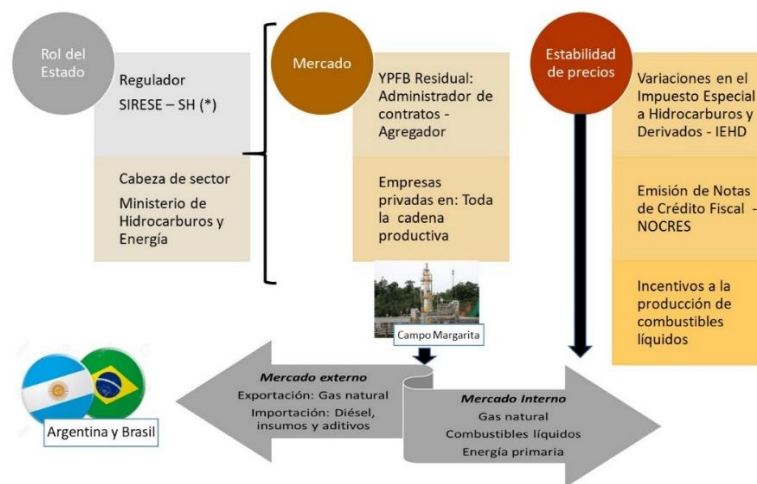 Rol del
Estado
Regulador
SIRESE – SH (*)
Cabeza de sector
Ministerio de
Hidrocarburos y
Energía
Mercado
YPFB Residual:
Administrador de
contratos -
Agregador
Empresas
privadas en: Toda
la cadena
productiva
Campo Margarita
Estabilidad
de precios
Variaciones en el
Impuesto Especial
a Hidrocarburos y
Derivados - IEHD
Emisión de Notas
de Crédito Fiscal -
NOCRES
Incentivos a la
producción de
combustibles
líquidos
Argentina y Brasil
Mercado externo
Exportación: Gas natural
Importación: Diésel,
insumos y aditivos
Mercado Interno
Gas natural
Combustibles líquidos
Energía primaria